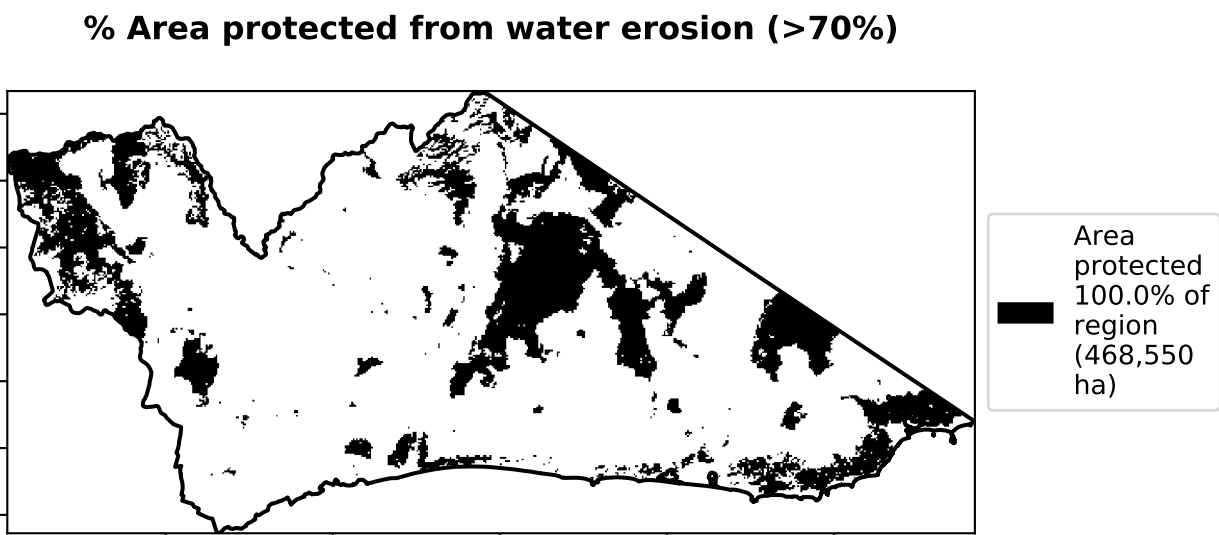 % Area protected from water erosion (>70%)
Area
protected
100.0% of
region
(468,550
ha)